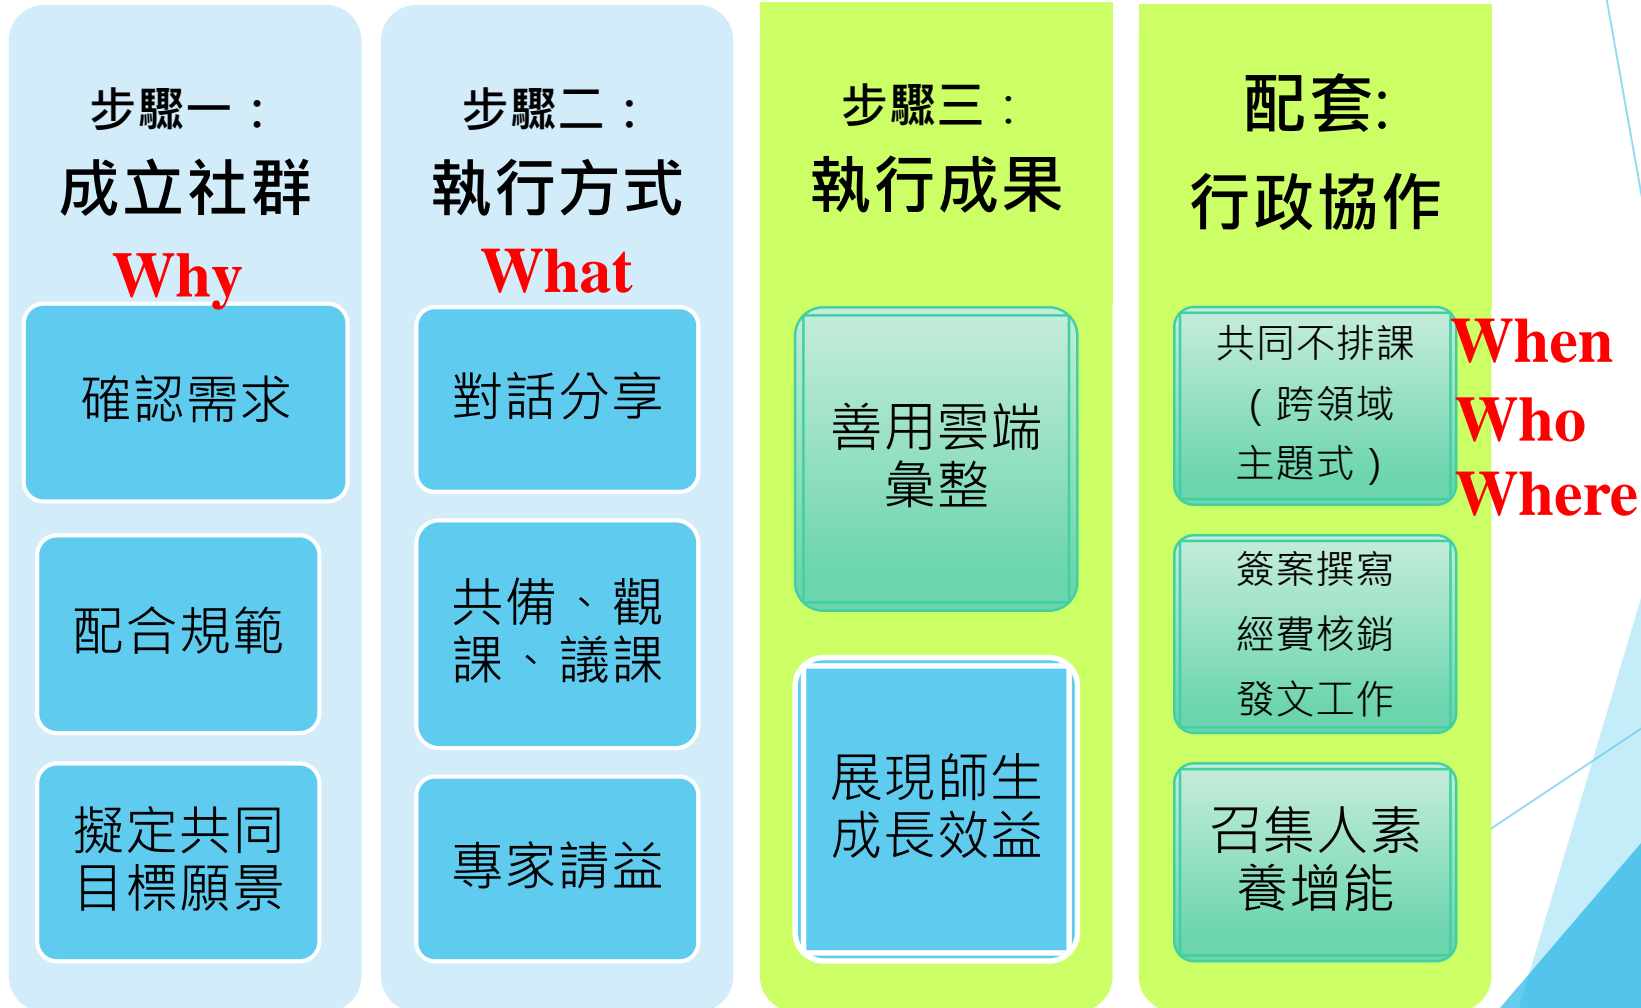 步驟一：
成立社群
Why
確認需求
配合規範
擬定共同
目標願景
步驟二：
執行方式
What
對話分享
共備、觀
課、議課
專家請益
步驟三：
執行成果
善用雲端
彙整
展現師生
成長效益
配套:
行政協作
共同不排課
（跨領域
主題式）
When
Who
Where
簽案撰寫
經費核銷
發文工作
召集人素
養增能